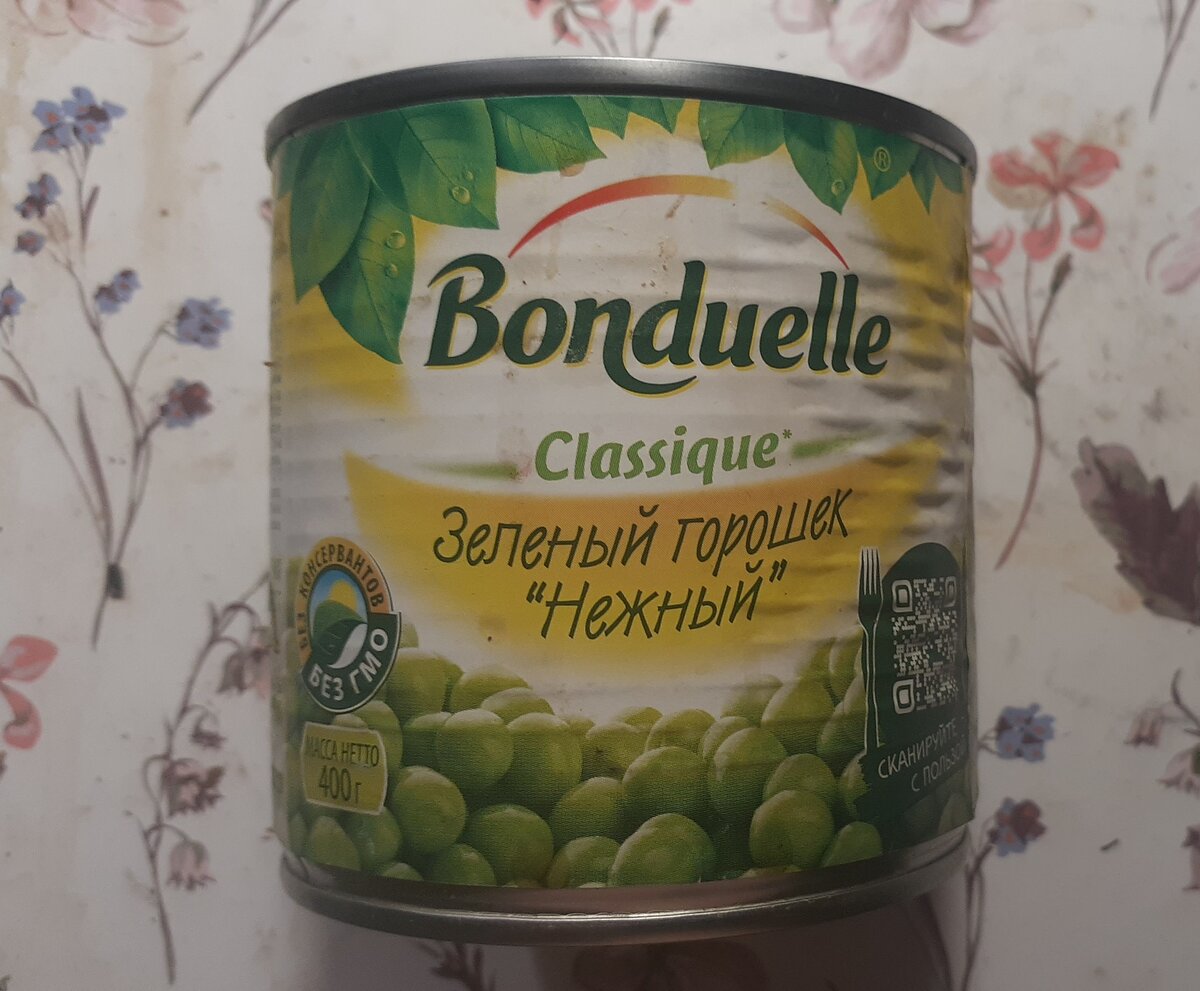 ®
Bonduelle
Classique*
Зеленый горошек
“Нежный”
БЕЗ КОНСЕРВАНТОВ
БЕЗ ГМО
МАССА НЕТТО
400 г
СКАНИРУЙТЕ
С ПОЛЬЗОЙ